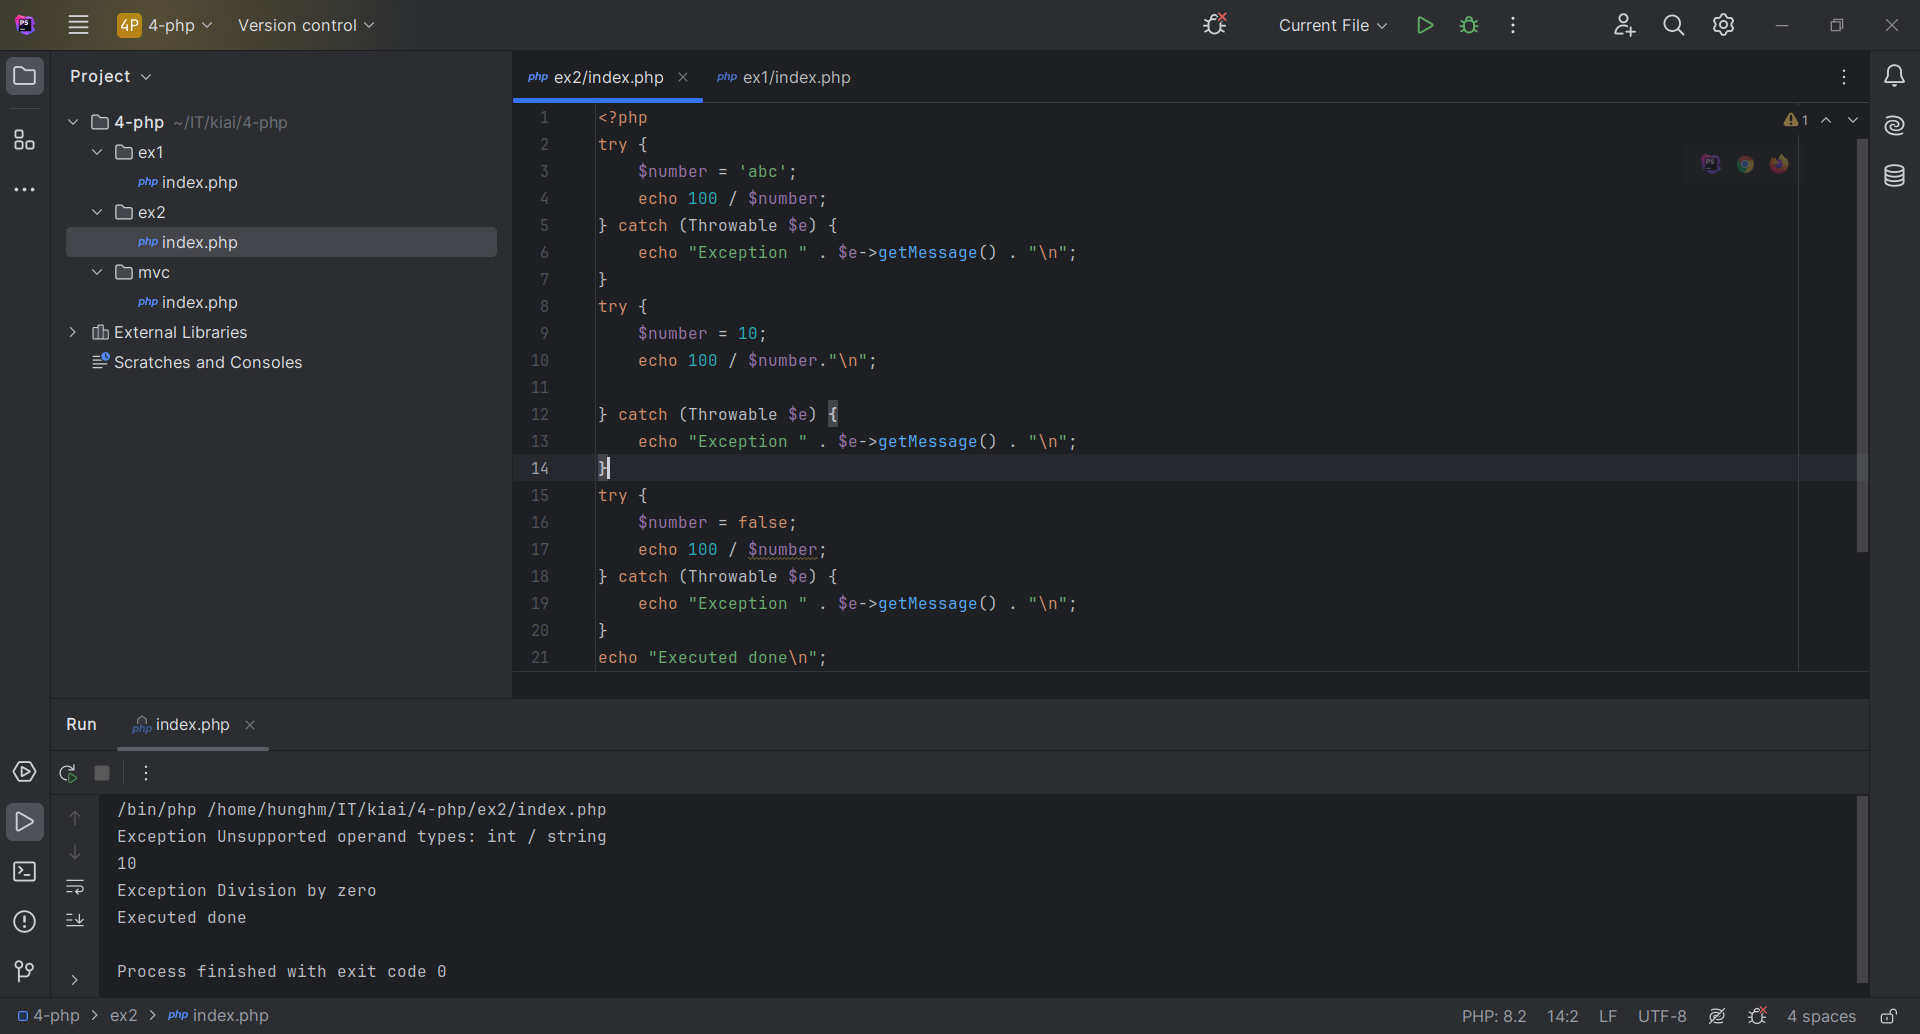 4P 4-php Version control Current File
Project
ex2/index.php
ex1/index.php
4-php ~/IT/kiai/4-php
ex1
php index.php
ex2
php index.php
mvc
php index.php
External Libraries
Scratches and Consoles
1
1 <?php
2 try {
3 $number = 'abc';
4 echo 100 / $number;
5 } catch (Throwable $e) {
6 echo "Exception " . $e->getMessage() . "\n";
7 }
8 try {
9 $number = 10;
10 echo 100 / $number."\n";
11
12 } catch (Throwable $e) {
13 echo "Exception " . $e->getMessage() . "\n";
14 }
15 try {
16 $number = false;
17 echo 100 / $number;
18 } catch (Throwable $e) {
19 echo "Exception " . $e->getMessage() . "\n";
20 }
21 echo "Executed done\n";
Run php index.php
/bin/php /home/hunghm/IT/kiai/4-php/ex2/index.php
Exception Unsupported operand types: int / string
10
Exception Division by zero
Executed done
Process finished with exit code 0
4-php > ex2 > php index.php PHP: 8.2 14:2 LF UTF-8 4 spaces